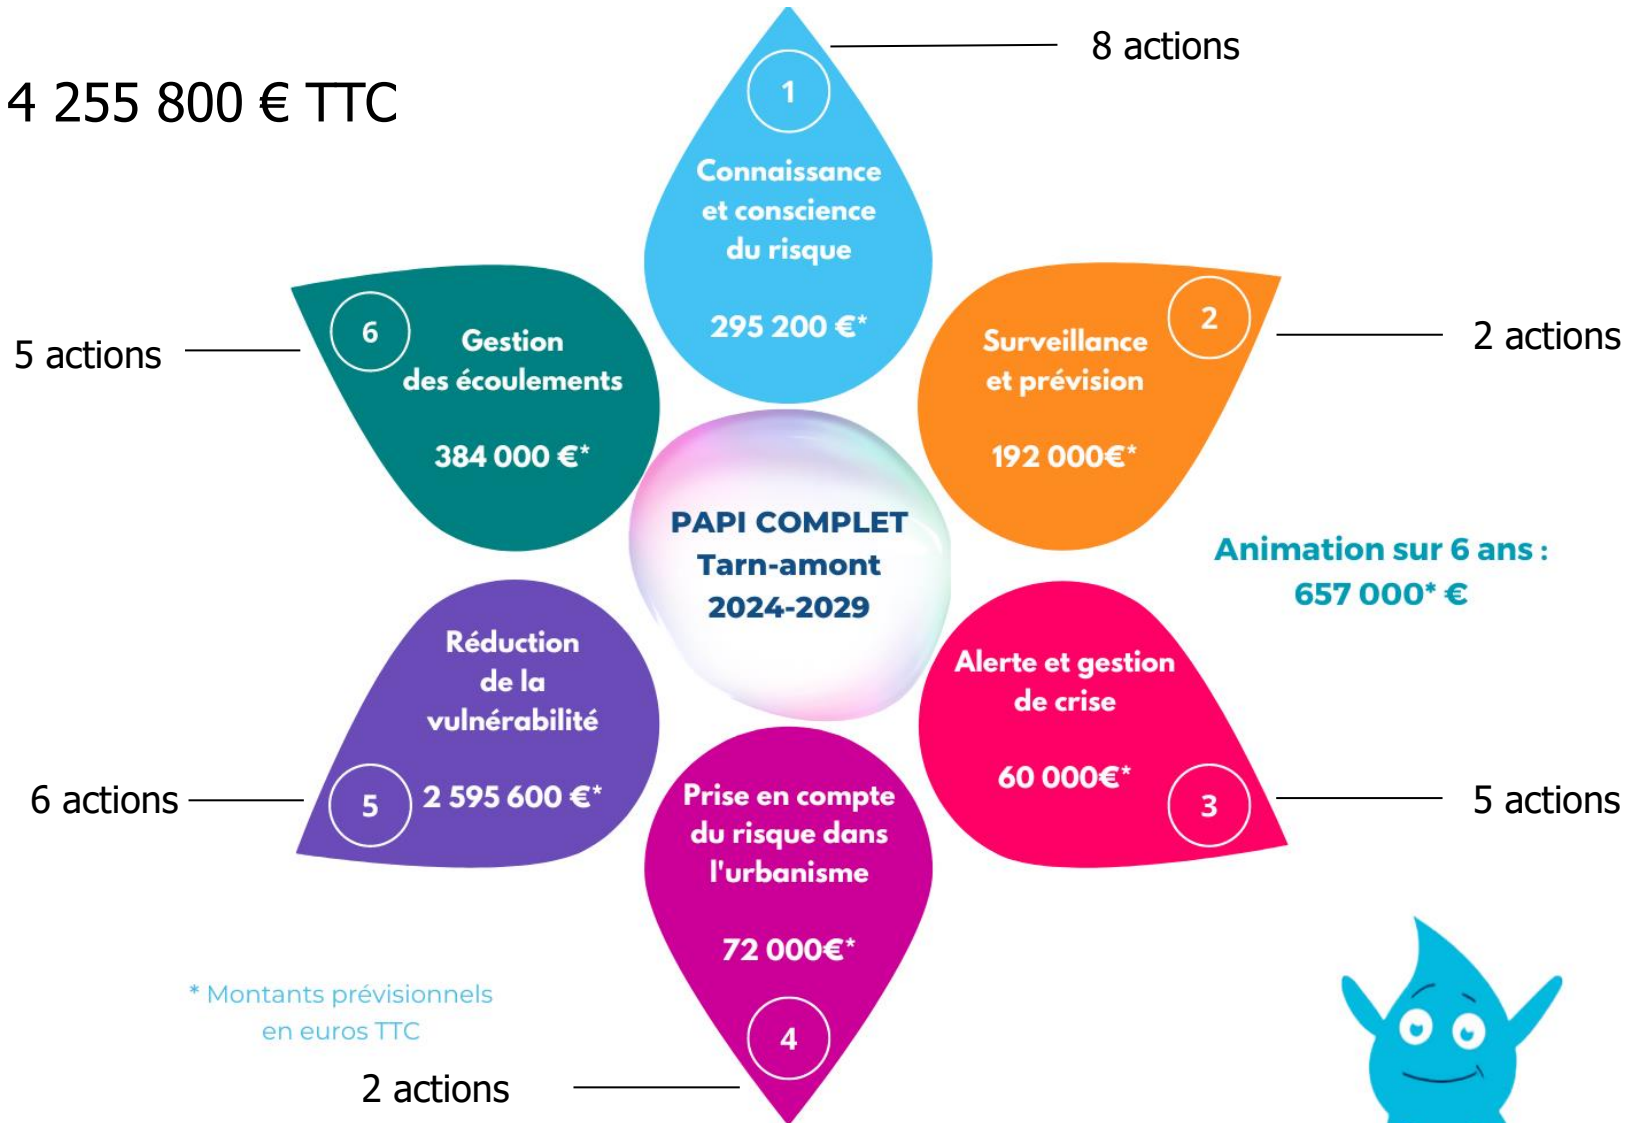 4 255 800 € TTC
8 actions
1
Connaissance
et conscience
du risque
295 200 €*
2
Surveillance
et prévision
192 000€*
2 actions
6
Gestion
des écoulements
384 000 €*
5 actions
PAPI COMPLET
Tarn-amont
2024-2029
Animation sur 6 ans :
657 000* €
Alerte et gestion
de crise
60 000€*
3
5 actions
Réduction
de la
vulnérabilité
2 595 600 €*
5
6 actions
Prise en compte
du risque dans
l'urbanisme
72 000€*
4
2 actions
* Montants prévisionnels
en euros TTC